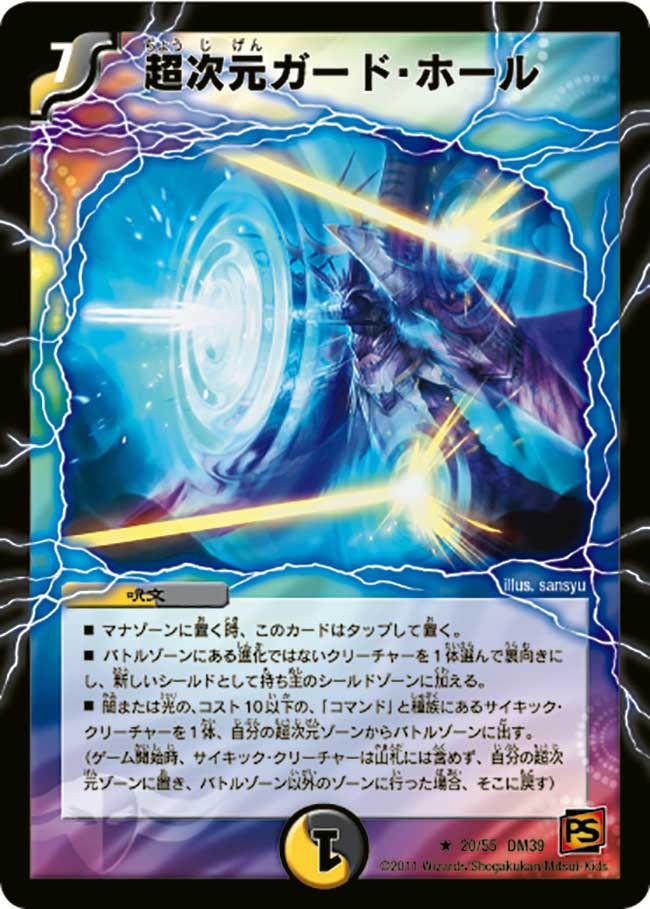 7
ちょう じ げん
超次元ガード・ホール
illus. sansyu
呪文
■ マナゾーンに置く時、このカードはタップして置く。
■ バトルゾーンにある進化ではないクリーチャーを1体選んで裏向きに
し、新しいシールドとして持ち主のシールドゾーンに加える。
■ 闇または光の、コスト10以下の、「コマンド」と種族にあるサイキック・
クリーチャーを1体、自分の超次元ゾーンからバトルゾーンに出す。
(ゲーム開始時、サイキック・クリーチャーは山札には含めず、自分の超次
元ゾーンに置き、バトルゾーン以外のゾーンに行った場合、そこに戻す)
1
PS
★ 20/55 DM39
©2011 Wizards/Shogakukan/Mitsui-Kids